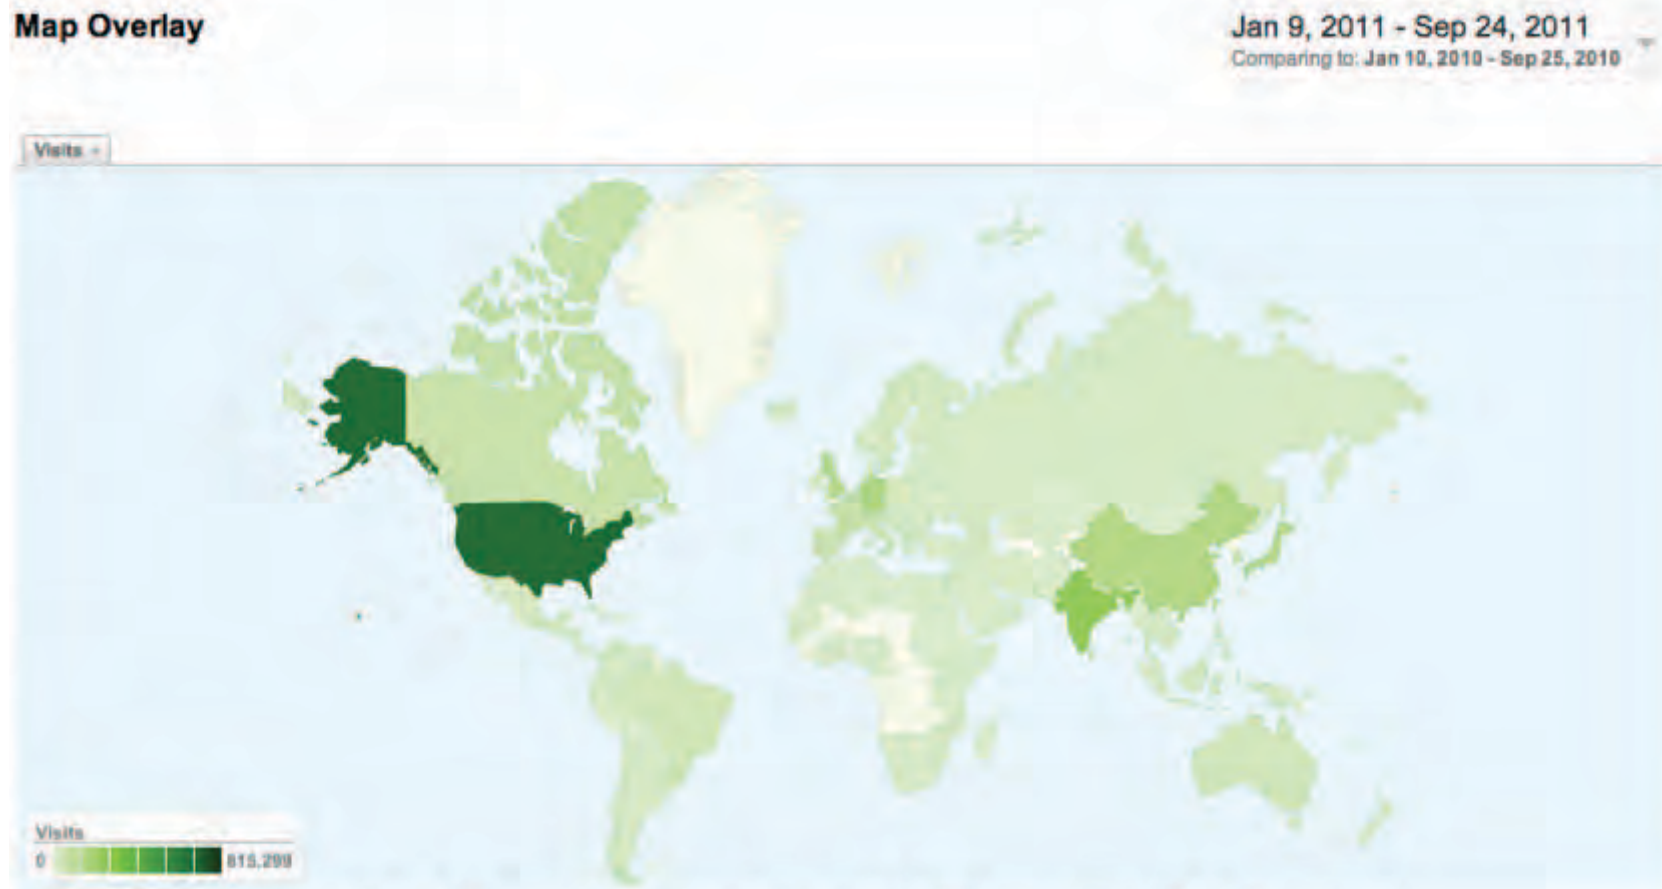 Map Overlay
Jan 9, 2011 - Sep 24, 2011
Comparing to: Jan 10, 2010 - Sep 25, 2010
Visits
Visits
0 815,299